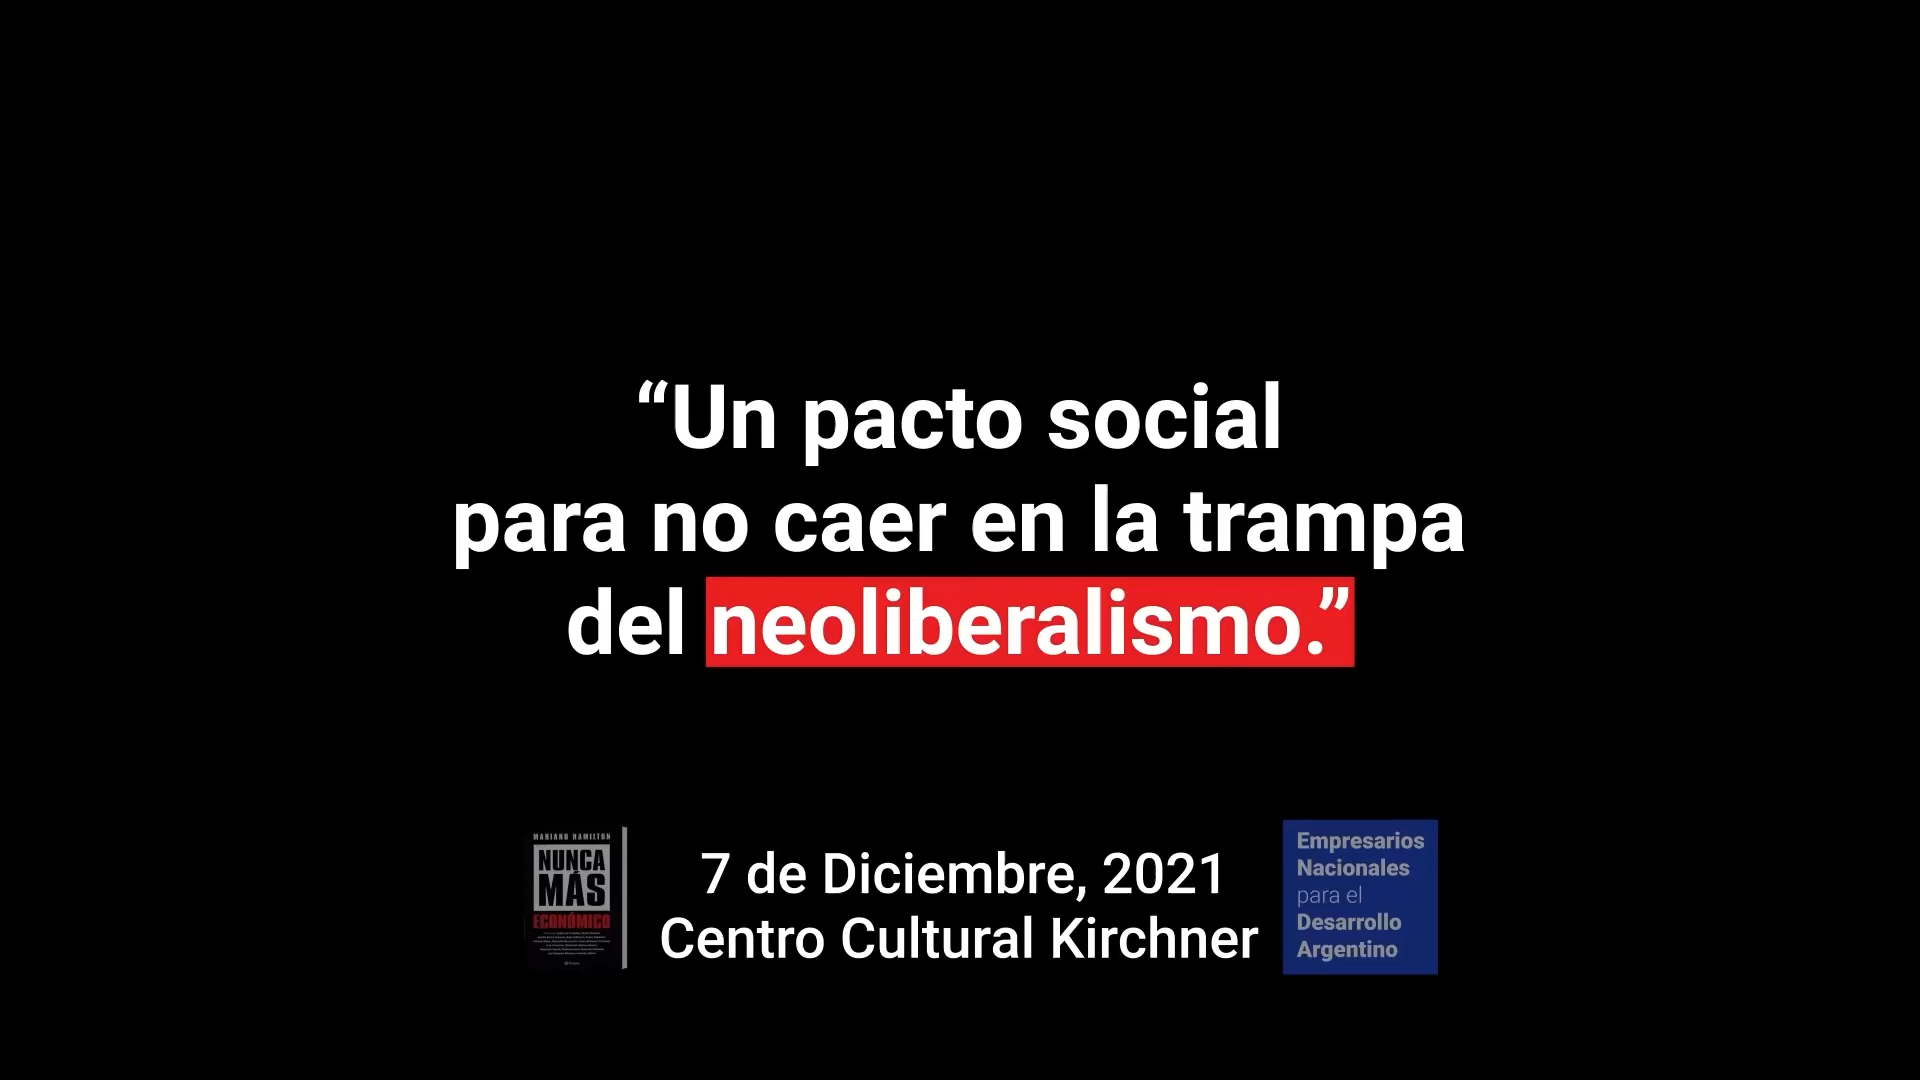 “Un pacto social
para no caer en la trampa
del neoliberalismo.”
MARIANO HAMILTON
NUNCA
MÁS
ECONÓMICO
7 de Diciembre, 2021
Centro Cultural Kirchner
Empresarios
Nacionales
para el
Desarrollo
Argentino